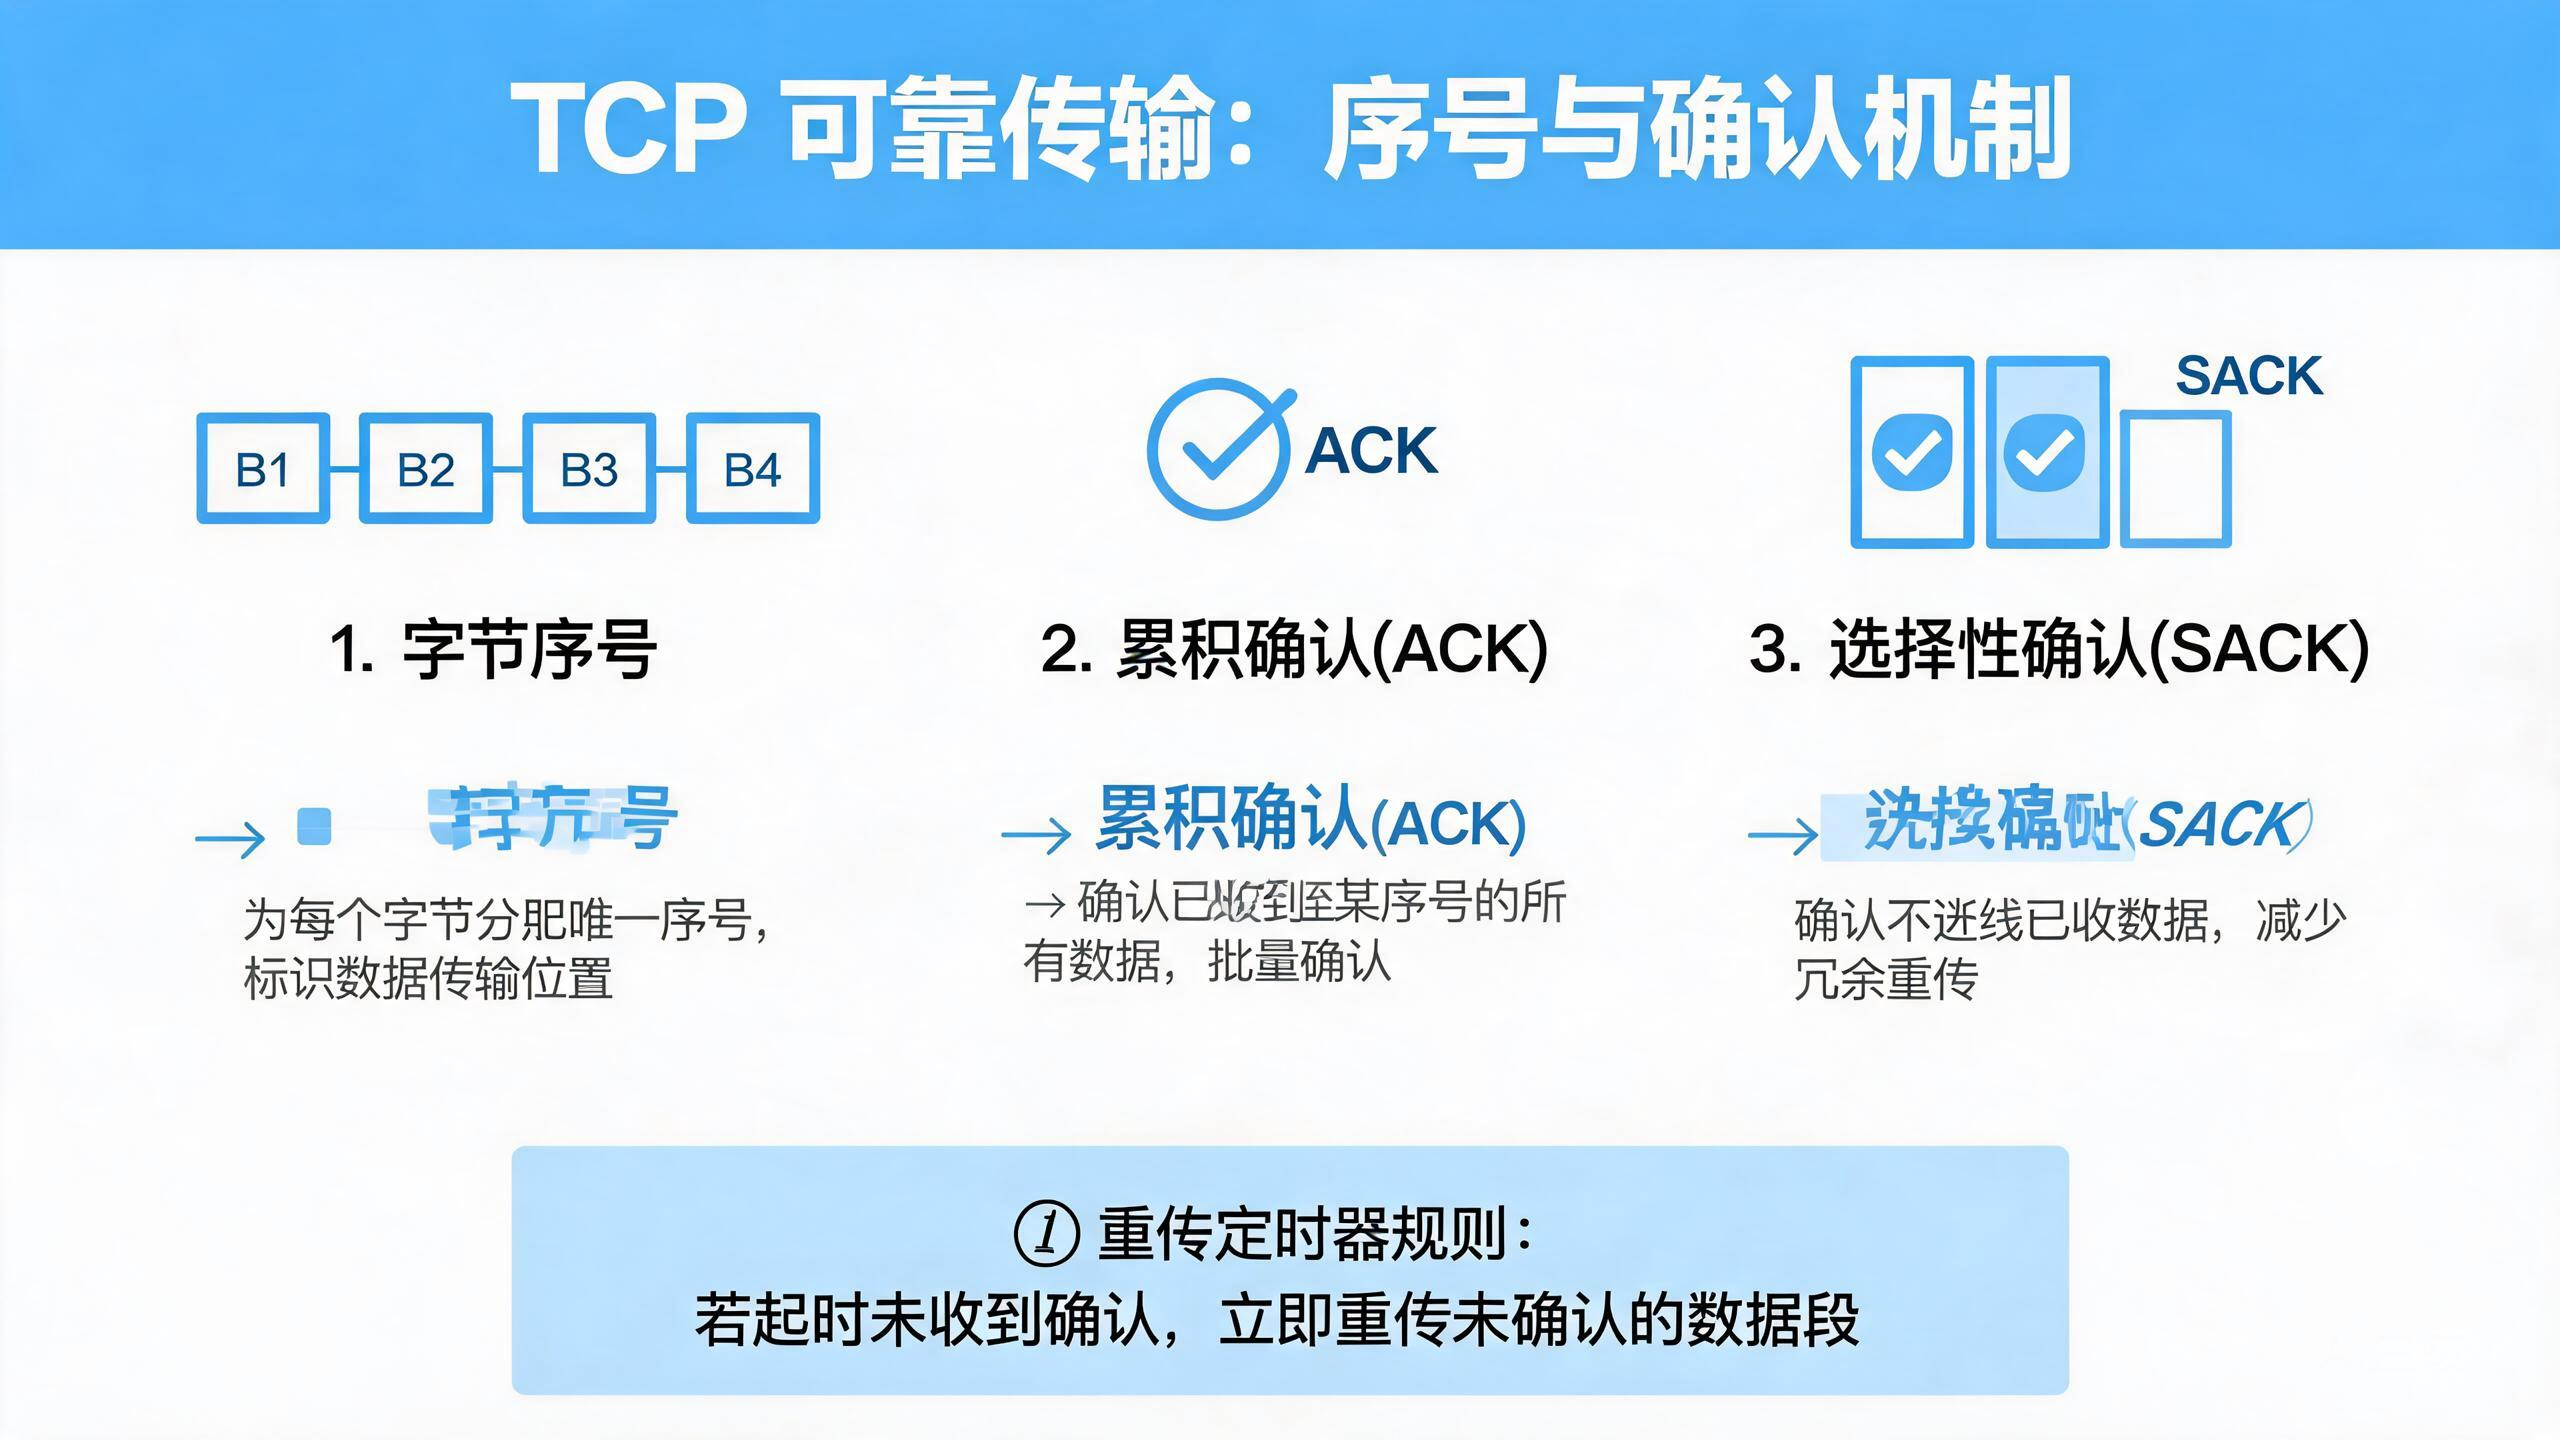 TCP 可靠传输：序号与确认机制
B1 B2 B3 B4
ACK
SACK
1. 字节序号
2. 累积确认(ACK)
3. 选择性确认(SACK)
→ 号
为每个字节分唯一序号，
标识数据传输位置
→ 累积确认(ACK)
→ 确认已到至某序号的所
有数据，批量确认
→ (SACK)
确认不线已收数据，减少
冗余重传
① 重传定时器规则：
若起时未收到确认，立即重传未确认的数据段